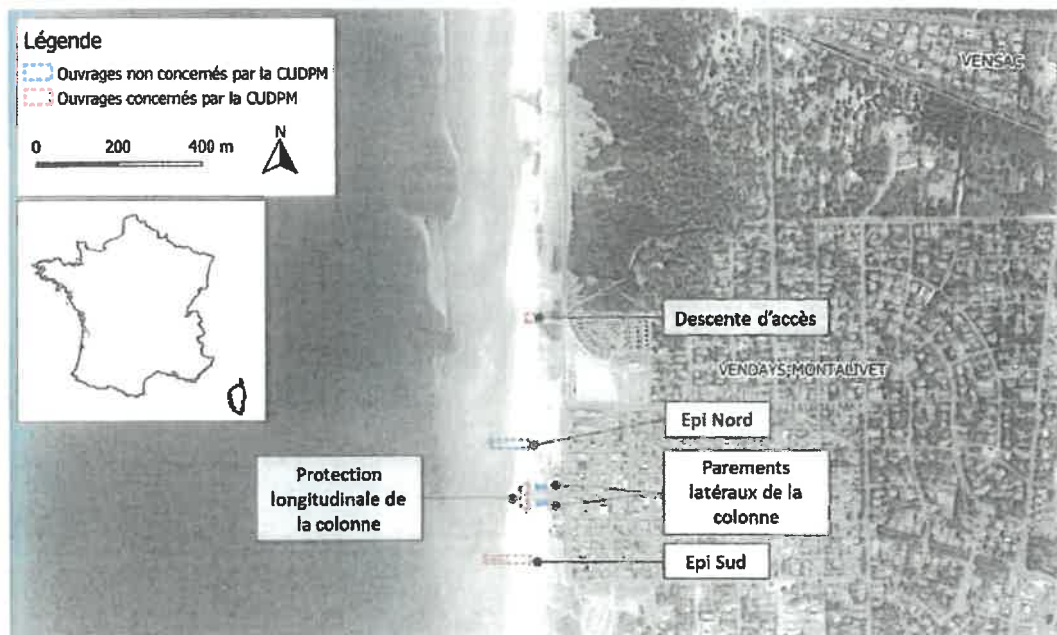 Légende
Ouvrages non concernés par la CUDPM
Ouvrages concernés par la CUDPM
0 200 400 m
N
VENSAC
Descente d'accès
VENDAYS-MONTALIVET
Epi Nord
Protection
longitudinale de
la colonne
Parements
latéraux de la
colonne
Epi Sud